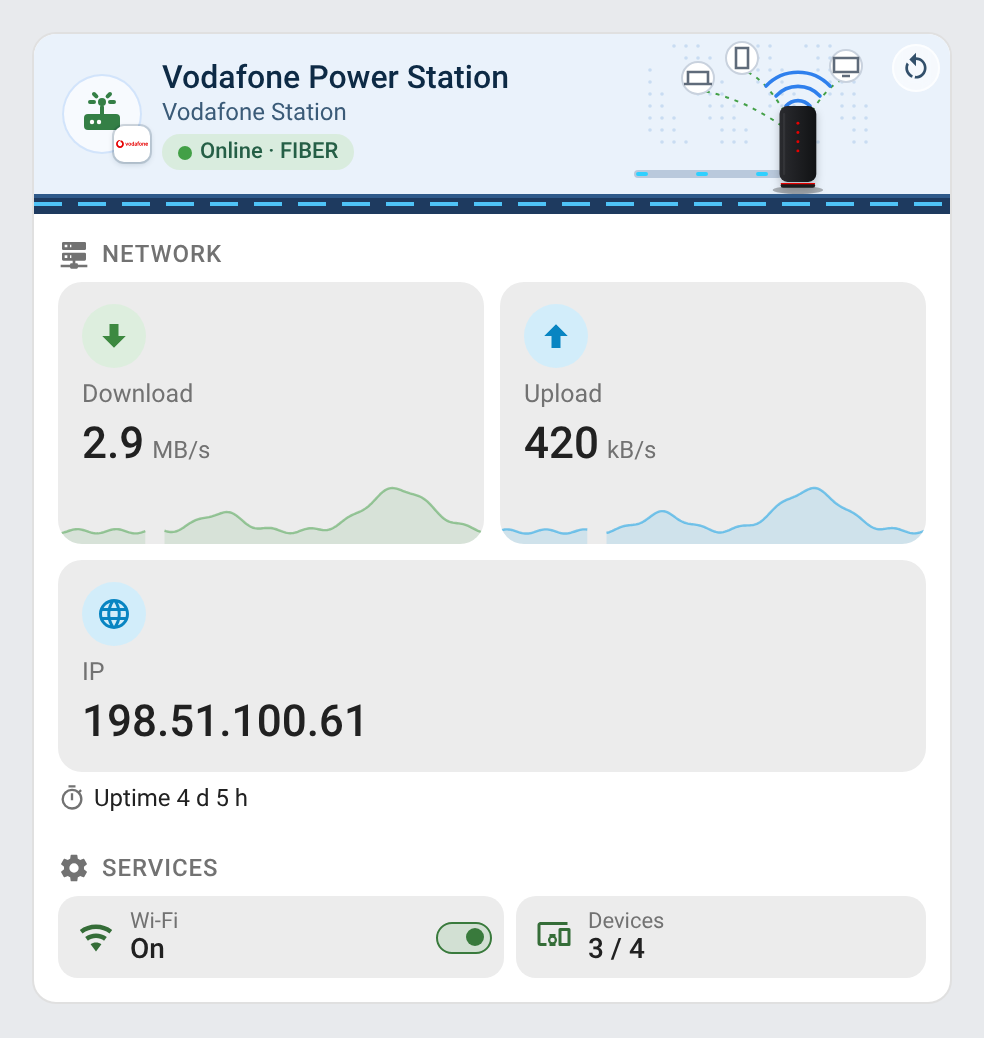 Vodafone Power Station
Vodafone Station
vodafone
Online · FIBER
NETWORK
Download
2.9 MB/s
Upload
420 kB/s
IP
198.51.100.61
Uptime 4 d 5 h
SERVICES
Wi-Fi
On
Devices
3 / 4